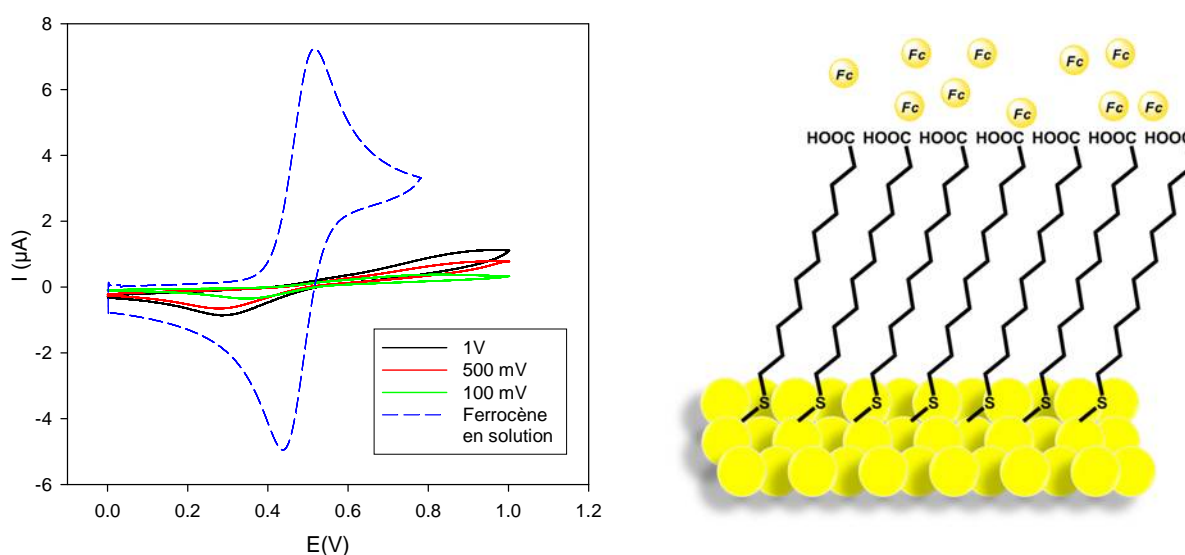 8
6
4
2
0
-2
-4
-6
I (µA)
0.0 0.2 0.4 0.6 0.8 1.0 1.2
E(V)
1V
500 mV
100 mV
Ferrocène
en solution
Fc Fc Fc Fc Fc
Fc Fc Fc Fc Fc Fc
HOOC HOOC HOOC HOOC HOOC HOOC HOOC
S S S S S S S